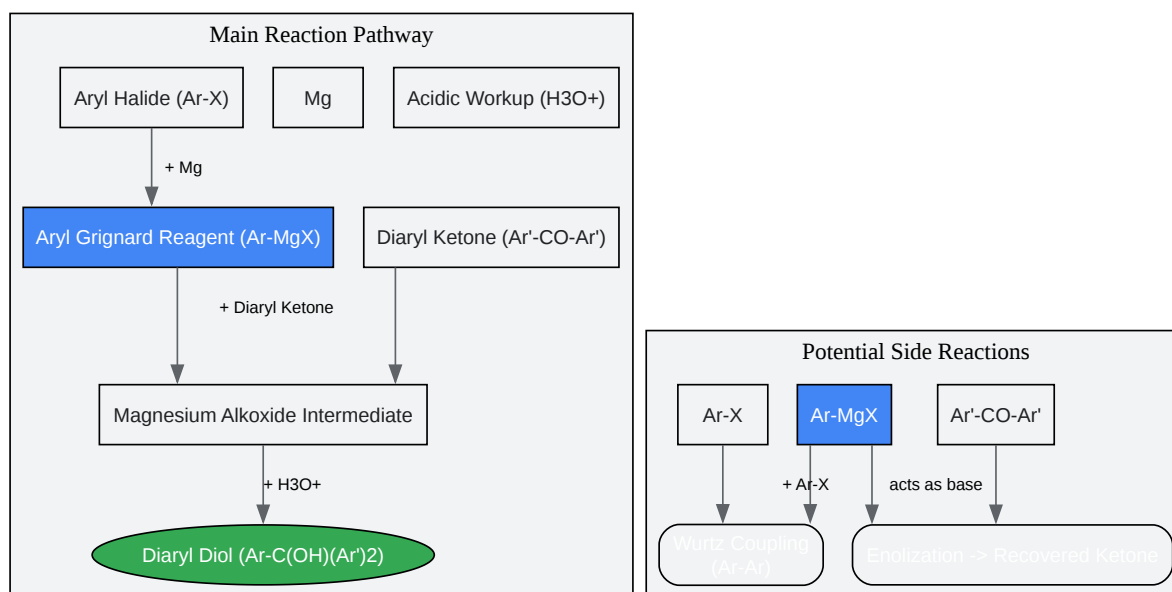 Main Reaction Pathway
Aryl Halide (Ar-X)
Mg
Acidic Workup (H3O+)
+ Mg
Aryl Grignard Reagent (Ar-MgX)
Diaryl Ketone (Ar'-CO-Ar')
+ Diaryl Ketone
Magnesium Alkoxide Intermediate
+ H3O+
Diaryl Diol (Ar-C(OH)(Ar')2)
Potential Side Reactions
Ar-X
Ar-MgX
Ar'-CO-Ar'
+ Ar-X
acts as base
Wurtz Coupling
(Ar-Ar)
Enolization -> Recovered Ketone